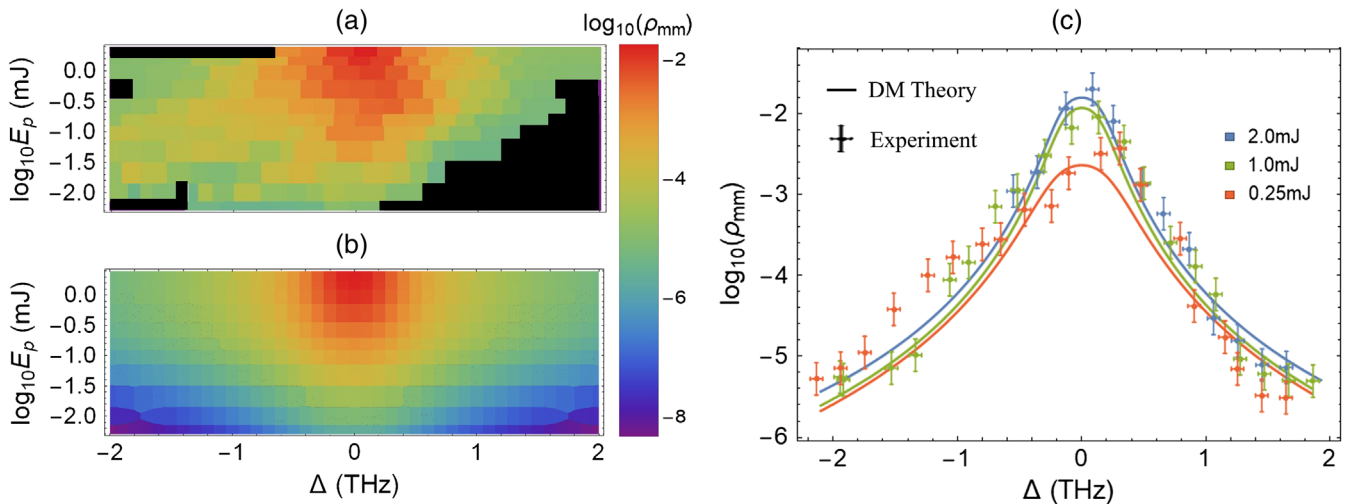 (a)
log₁₀Eₚ (mJ)
0.0
−0.5
−1.0
−1.5
−2.0
log₁₀(ρₘₘ)
−2
−4
−6
−8
(b)
log₁₀Eₚ (mJ)
0.0
−0.5
−1.0
−1.5
−2.0
−2 −1 0 1 2
Δ (THz)
(c)
log₁₀(ρₘₘ)
−2
−3
−4
−5
−6
DM Theory
Experiment
2.0mJ
1.0mJ
0.25mJ
−2 −1 0 1 2
Δ (THz)